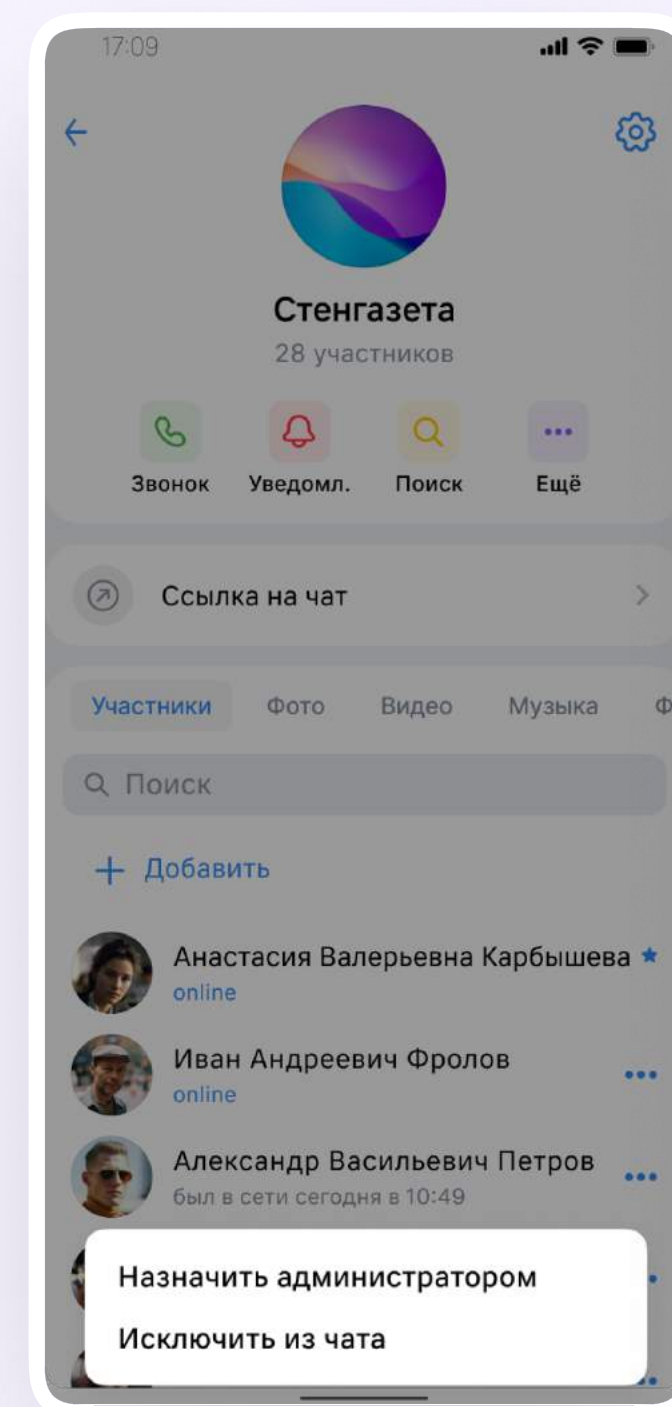 17:09
Стенгазета
28 участников
Звонок Уведомл. Поиск Ещё
Ссылка на чат
Участники Фото Видео Музыка Ф
Поиск
Добавить
Анастасия Валерьевна Карбышева
online
Иван Андреевич Фролов
online
Александр Васильевич Петров
был в сети сегодня в 10:49
Назначить администратором
Исключить из чата